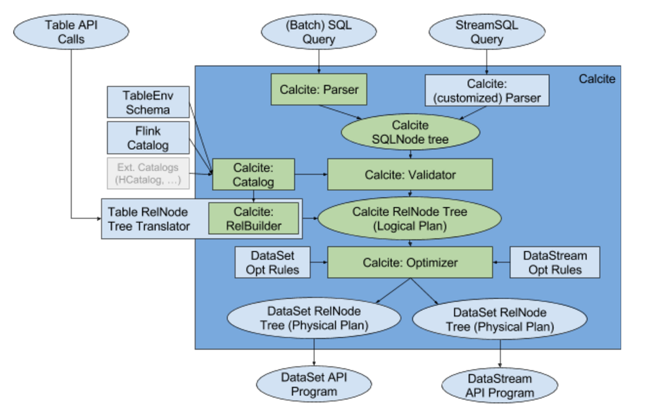 Table API
Calls
(Batch) SQL
Query
StreamSQL
Query
Calcite
Calcite: Parser
Calcite:
(customized) Parser
TableEnv
Schema
Flink
Catalog
Ext. Catalogs
(HCatalog, ...)
Calcite
SQLNode tree
Calcite:
Catalog
Calcite: Validator
Table RelNode
Tree Translator
Calcite:
RelBuilder
Calcite RelNode Tree
(Logical Plan)
DataSet
Opt Rules
Calcite: Optimizer
DataStream
Opt Rules
DataSet RelNode
Tree (Physical Plan)
DataSet RelNode
Tree (Physical Plan)
DataSet API
Program
DataStream
API Program